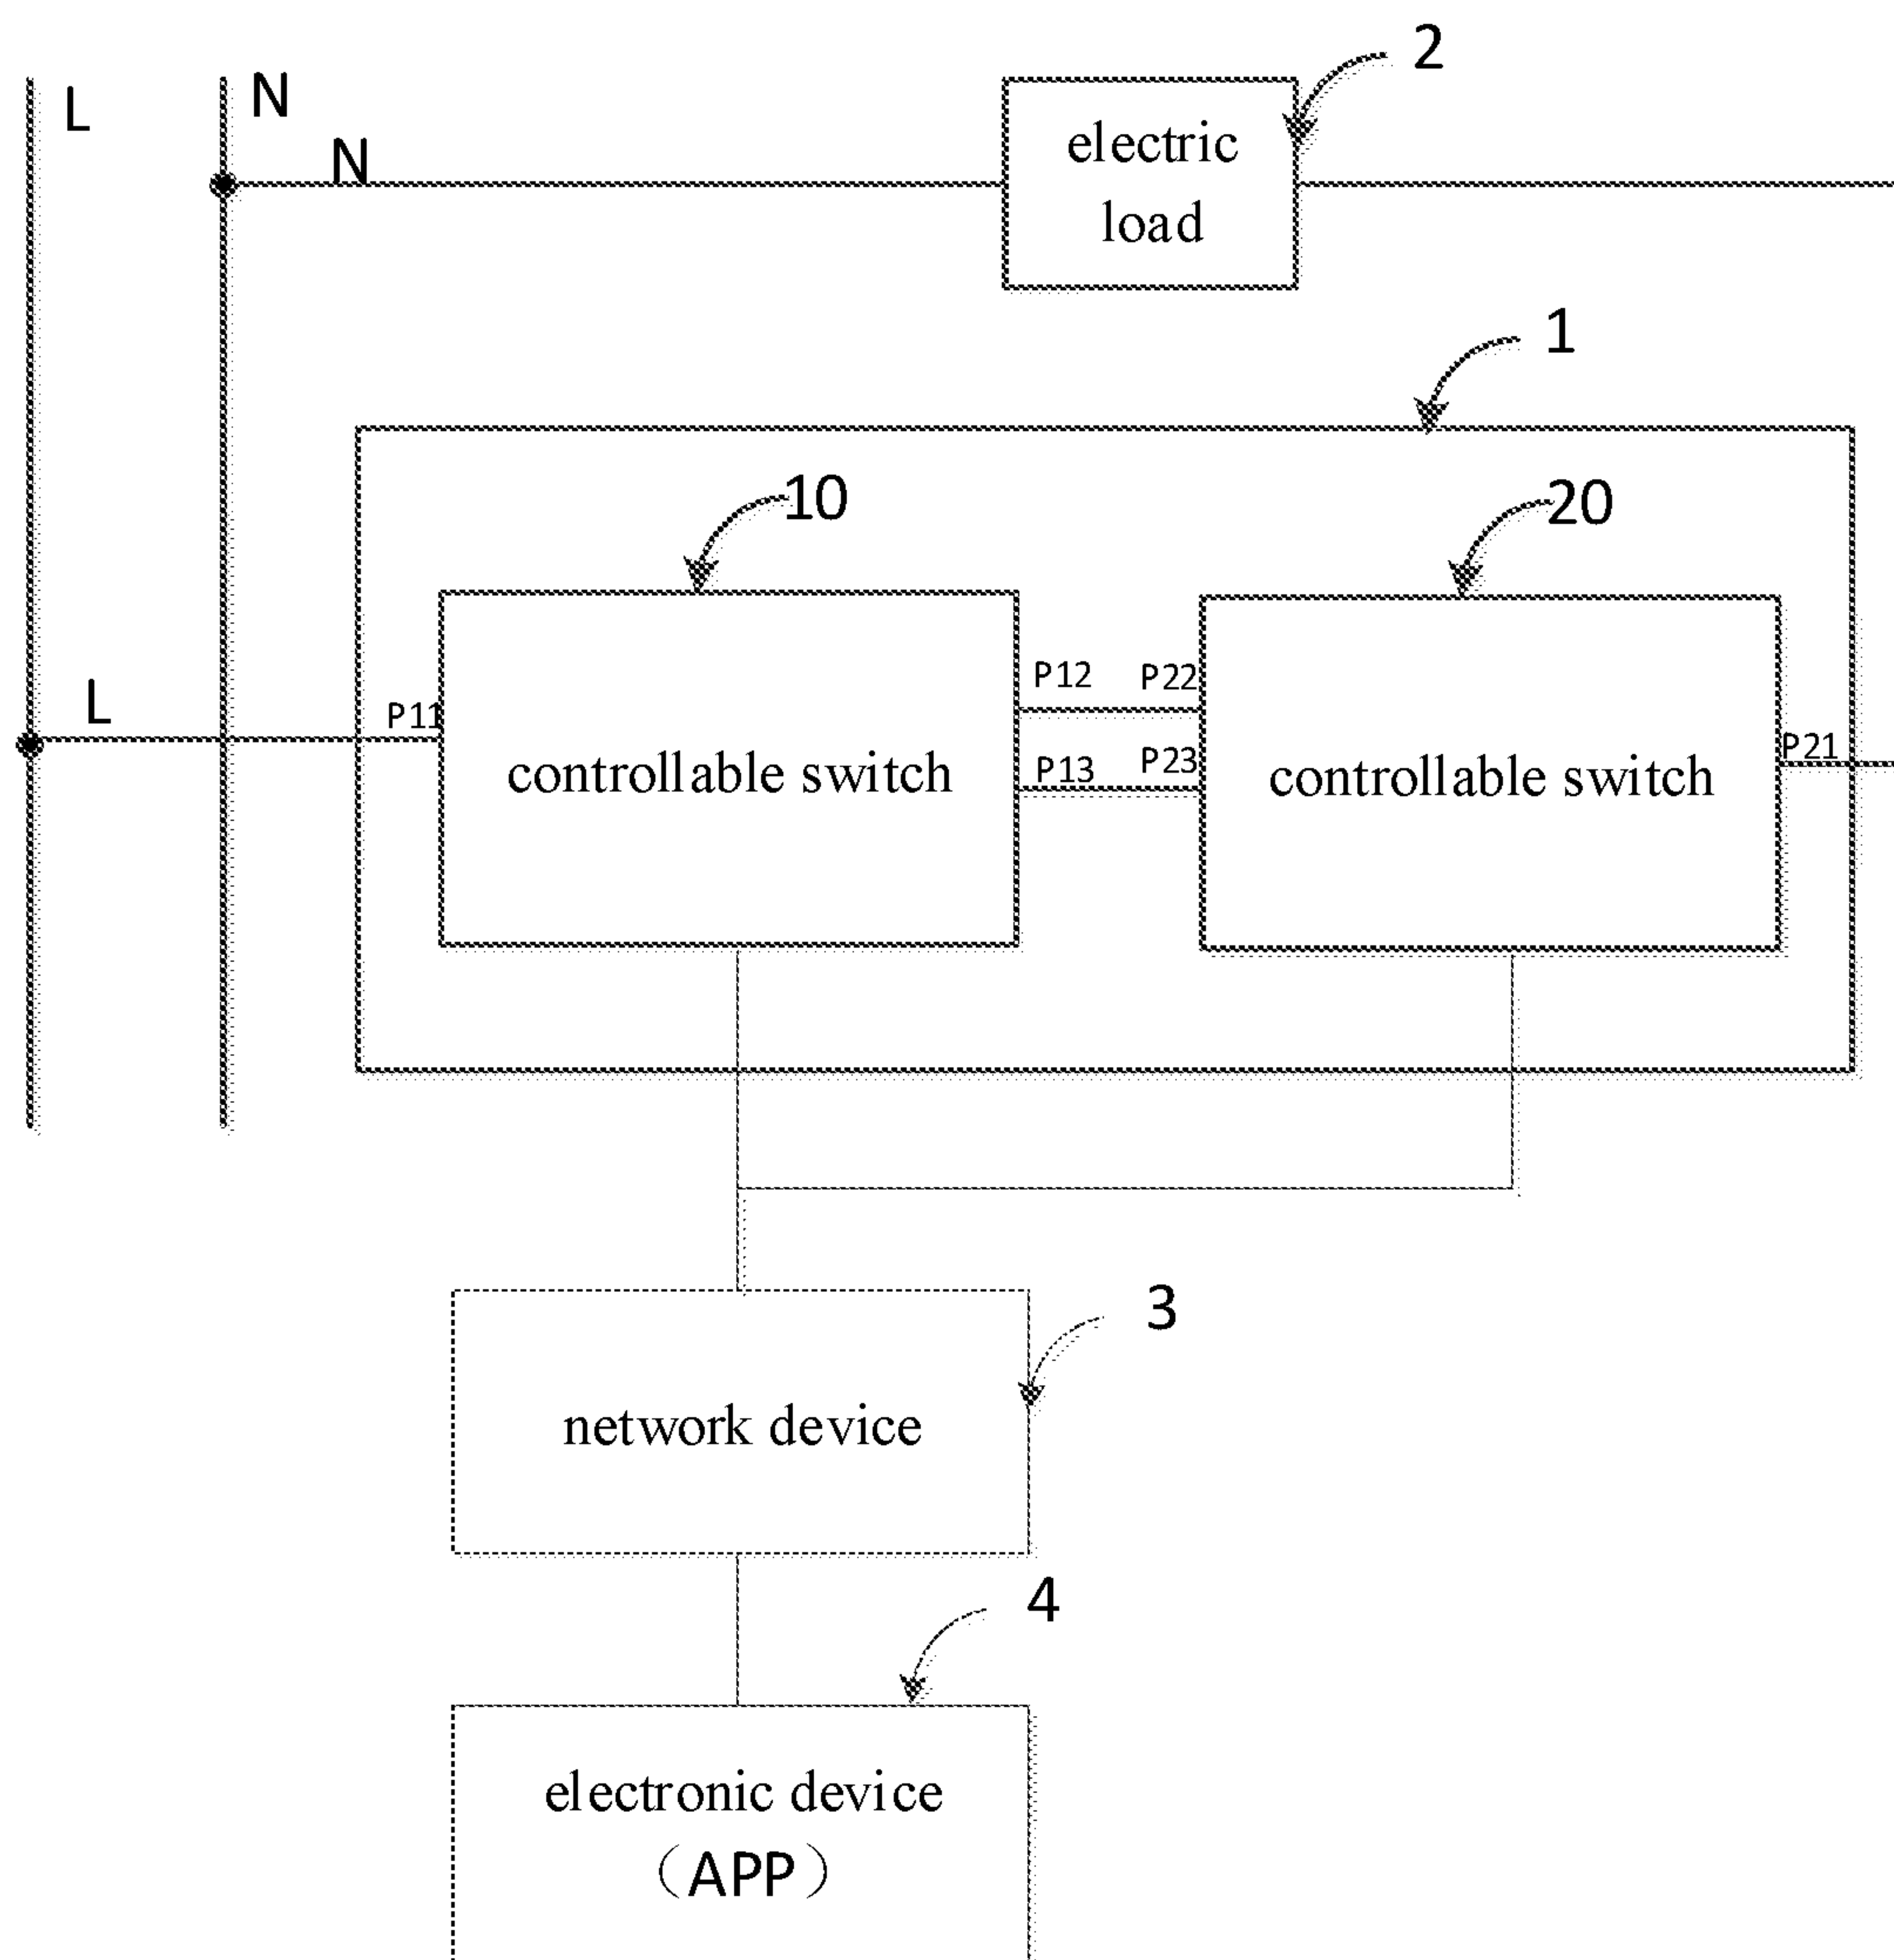 2
L
N
N
electric
load
1
10
20
P12
P22
L
P11
P21
controllable switch
P13
P23
controllable switch
3
network device
4
electronic device
（APP）